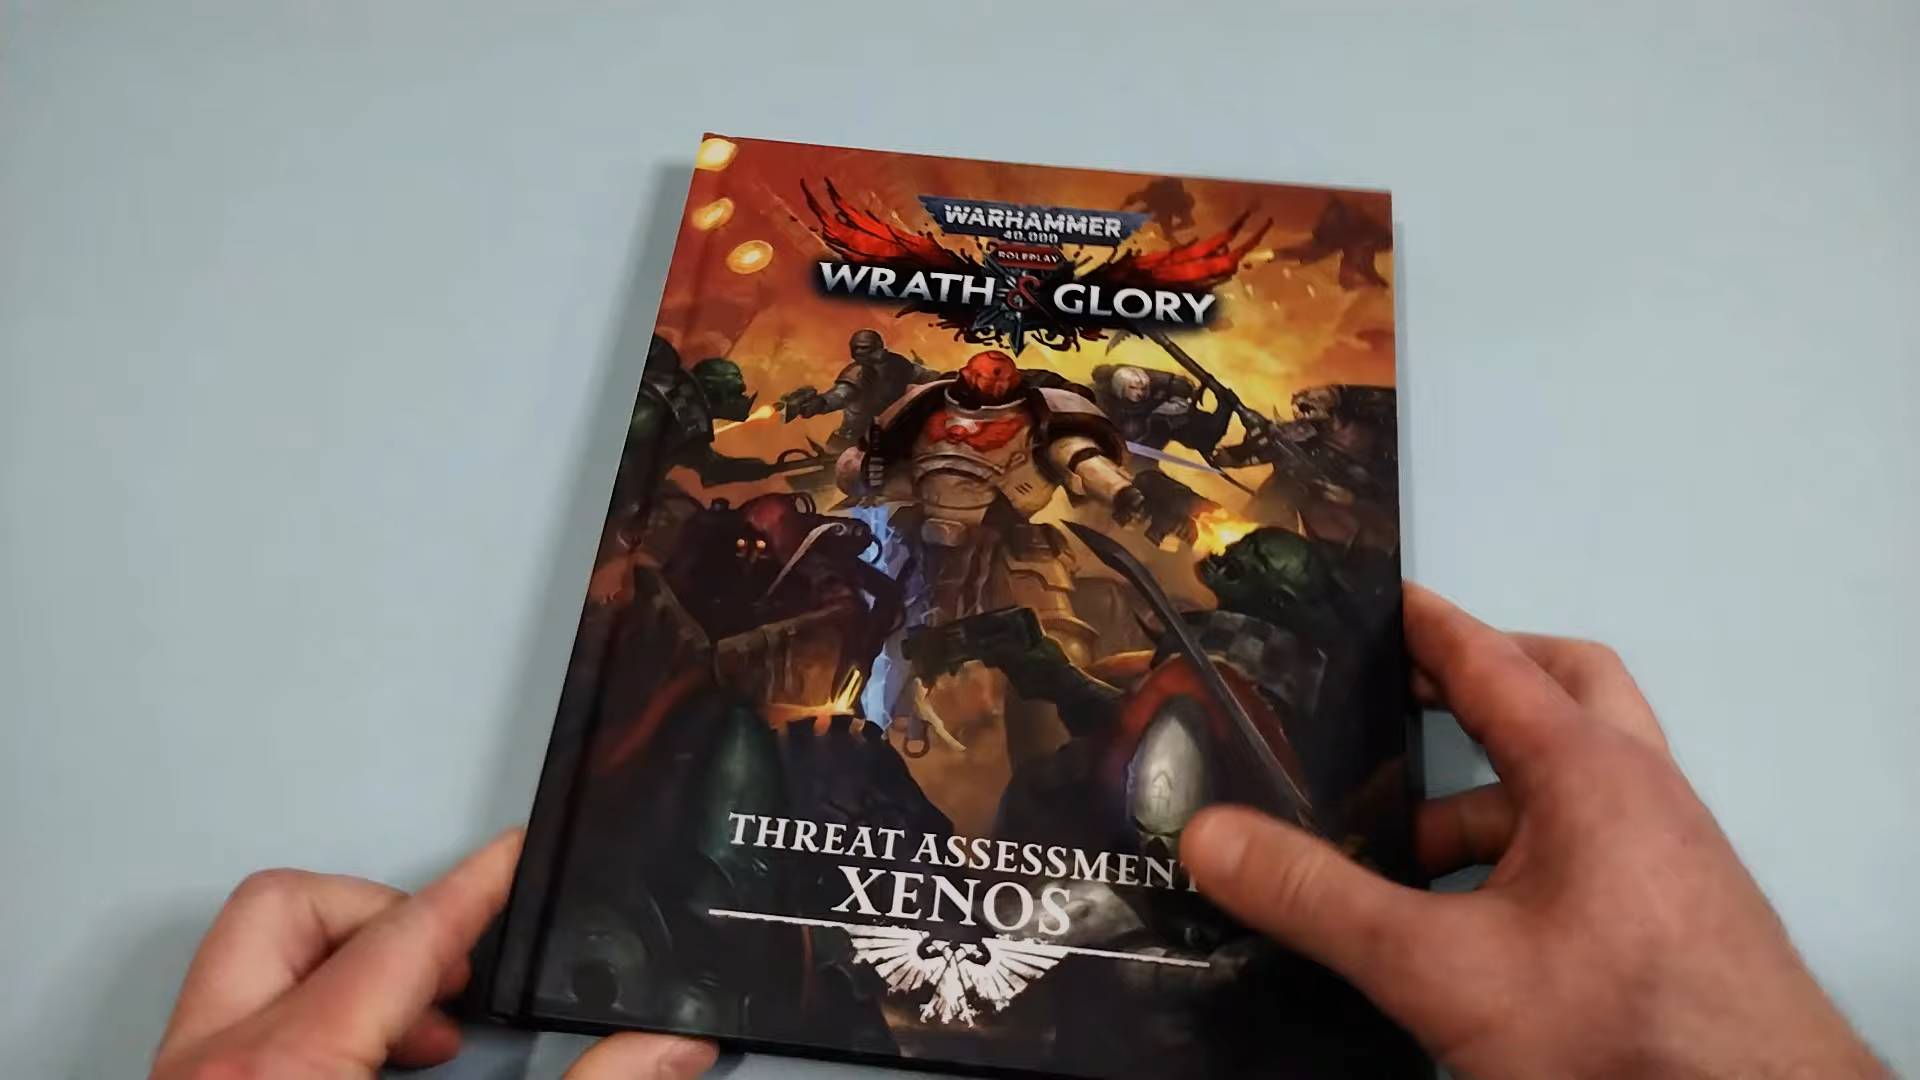 WARHAMMER
40,000
ROLEPLAY
WRATH & GLORY
THREAT ASSESSMENT
XENOS